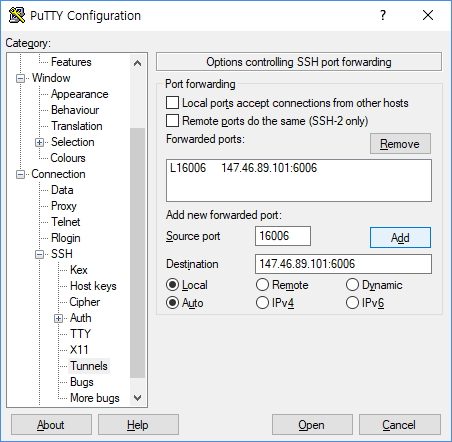 PuTTY Configuration
?
Category:
Features
Window
Appearance
Behaviour
Translation
Selection
Colours
Connection
Data
Proxy
Telnet
Rlogin
SSH
Kex
Host keys
Cipher
Auth
TTY
X11
Tunnels
Bugs
More bugs
Options controlling SSH port forwarding
Port forwarding
Local ports accept connections from other hosts
Remote ports do the same (SSH-2 only)
Forwarded ports:
Remove
L16006 147.46.89.101:6006
Add new forwarded port:
Source port 16006 Add
Destination 147.46.89.101:6006
Local Remote Dynamic
Auto IPv4 IPv6
About Help Open Cancel